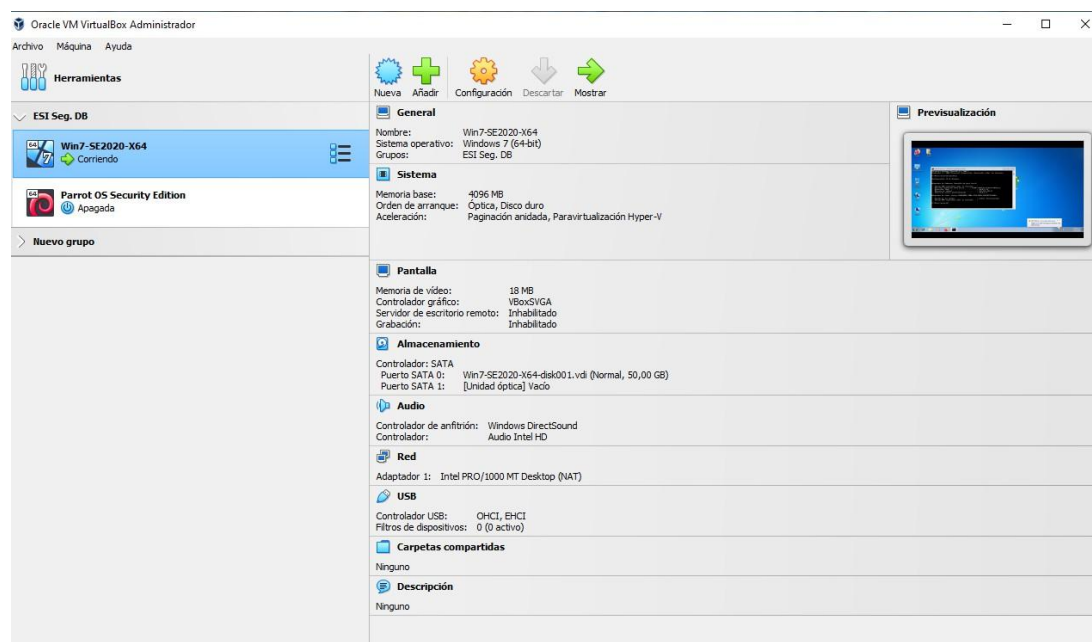 Oracle VM VirtualBox Administrador
Archivo Máquina Ayuda
Herramientas
Nueva Añadir Configuración Descartar Mostrar
ESI Seg. DB
64
Win7-SE2020-X64
Corriendo
64
Parrot OS Security Edition
Apagada
Nuevo grupo
General
Nombre: Win7-SE2020-X64
Sistema operativo: Windows 7 (64-bit)
Grupos: ESI Seg. DB
Sistema
Memoria base: 4096 MB
Orden de arranque: Óptica, Disco duro
Aceleración: Paginación anidada, Paravirtualización Hyper-V
Previsualización
Pantalla
Memoria de vídeo: 18 MB
Controlador gráfico: VBoxSVGA
Servidor de escritorio remoto: Inhabilitado
Grabación: Inhabilitado
Almacenamiento
Controlador: SATA
Puerto SATA 0: Win7-SE2020-X64-disk001.vdi (Normal, 50,00 GB)
Puerto SATA 1: [Unidad óptica] Vacío
Audio
Controlador de anfitrión: Windows DirectSound
Controlador: Audio Intel HD
Red
Adaptador 1: Intel PRO/1000 MT Desktop (NAT)
USB
Controlador USB: OHCI, EHCI
Filtros de dispositivos: 0 (0 activo)
Carpetas compartidas
Ninguno
Descripción
Ninguno